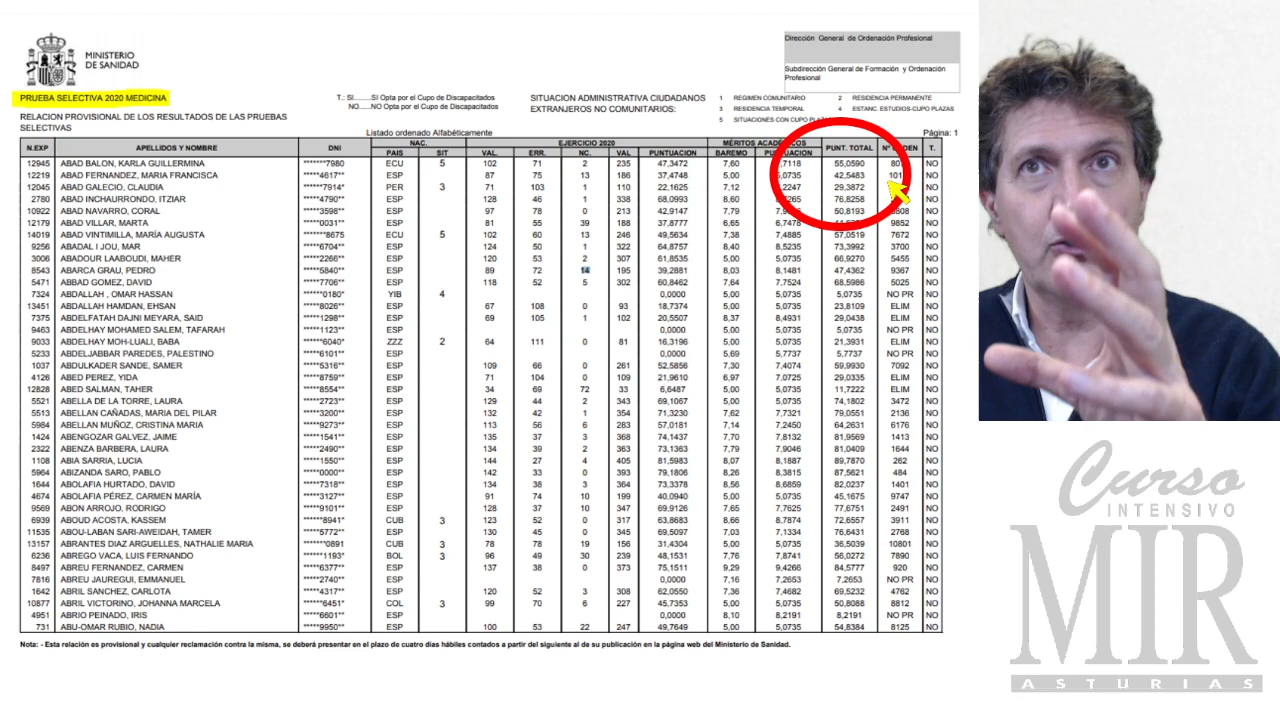 MINISTERIO
DE SANIDAD
Dirección General de Ordenación Profesional
Subdirección General de Formación y Ordenación
Profesional
PRUEBA SELECTIVA 2020 MEDICINA
RELACION PROVISIONAL DE LOS RESULTADOS DE LAS PRUEBAS
SELECTIVAS
T.: SI........SÍ Opta por el Cupo de Discapacitados
NO......NO Opta por el Cupo de Discapacitados
SITUACION ADMINISTRATIVA CIUDADANOS
EXTRANJEROS NO COMUNITARIOS:
1 REGIMEN COMUNITARIO 2 RESIDENCIA PERMANENTE
3 RESIDENCIA TEMPORAL 4 ESTANC. ESTUDIOS-CUPO PLAZAS
5 SITUACIONES CON CUPO
Listado ordenado Alfabéticamente
Página: 1
N.EXP APELLIDOS Y NOMBRE DNI NAC. EJERCICIO 2020 MÉRITOS ACADÉMICOS PUNT. TOTAL T.
PAIS SIT VAL. ERR. NC. VAL PUNTUACION BAREMO
12945 ABAD BALON, KARLA GUILLERMINA *******7980 ECU 5 102 71 2 235 47,3472 7,60 55,0590 NO
12219 ABAD FERNANDEZ, MARIA FRANCISCA ****4617** ESP 87 75 13 186 37,4748 5,00 42,5483 NO
12045 ABAD GALECIO, CLAUDIA *****7914* PER 3 71 103 1 110 22,1625 7,12 29,3872 NO
2780 ABAD INCHAURRONDO, ITZIAR *****4790** ESP 128 46 1 338 68,0993 8,60 76,8258 NO
10922 ABAD NAVARRO, CORAL *****3598** ESP 97 78 0 213 42,9147 7,79 50,8193 NO
12179 ABAD VILLAR, MARTA *****0031** ESP 81 55 39 188 37,8777 6,65 9852 NO
14019 ABAD VINTIMILLA, MARÍA AUGUSTA *******8675 ECU 5 102 60 13 246 49,5634 7,38 7,4885 57,0519 7672 NO
9256 ABADAL I JOU, MAR *****6704** ESP 124 50 1 322 64,8757 8,40 8,5235 73,3992 3700 NO
3006 ABADOUR LAABOUDI, MAHER *****2266** ESP 120 53 2 307 61,8535 5,00 5,0735 66,9270 5455 NO
8543 ABARCA GRAU, PEDRO *****5840** ESP 89 72 14 195 39,2881 8,03 8,1481 47,4362 9367 NO
5471 ABBAD GOMEZ, DAVID *****7706** ESP 118 52 5 302 60,8462 7,64 7,7524 68,5986 5025 NO
7324 ABDALLAH , OMAR HASSAN ******0180* YIB 4 0,0000 5,00 5,0735 5,0735 NO PR NO
13451 ABDALLAH HAMDAN, EHSAN *****8026** ESP 67 108 0 93 18,7374 5,00 5,0735 23,8109 ELIM NO
7375 ABDELFATAH DAJNI MEYARA, SAID *****1298** ESP 69 105 1 102 20,5507 8,37 8,4931 29,0438 ELIM NO
9463 ABDELHAY MOHAMED SALEM, TAFARAH *****1123** ESP 0,0000 5,00 5,0735 5,0735 NO PR NO
9033 ABDELHAY MOH-LUALI, BABA ******6040* ZZZ 2 64 111 0 81 16,3196 5,00 5,0735 21,3931 ELIM NO
5233 ABDELJABBAR PAREDES, PALESTINO *****6101** ESP 0,0000 5,69 5,7737 5,7737 NO PR NO
1037 ABDULKADER SANDE, SAMER *****5316** ESP 109 66 0 261 52,5856 7,30 7,4074 59,9930 7092 NO
4126 ABED PEREZ, YIDA *****8759** ESP 71 104 0 109 21,9610 6,97 7,0725 29,0335 ELIM NO
12828 ABED SALMAN, TAHER *****8554** ESP 34 69 72 33 6,6487 5,00 5,0735 11,7222 ELIM NO
5521 ABELLA DE LA TORRE, LAURA *****2723** ESP 129 44 2 343 69,1067 5,00 5,0735 74,1802 3472 NO
5513 ABELLAN CAÑADAS, MARIA DEL PILAR *****3200** ESP 132 42 1 354 71,3230 7,62 7,7321 79,0551 2136 NO
5984 ABELLAN MUÑOZ, CRISTINA MARIA *****9273** ESP 113 56 6 283 57,0181 7,14 7,2450 64,2631 6176 NO
1424 ABENGOZAR GALVEZ, JAIME *****1541** ESP 135 37 3 368 74,1437 7,70 7,8132 81,9569 1413 NO
2322 ABENZA BARBERA, LAURA *****2490** ESP 134 39 2 363 73,1363 7,79 7,9046 81,0409 1644 NO
1108 ABIA SARRIA, LUCIA *****1550** ESP 144 27 4 405 81,5983 8,07 8,1887 89,7870 262 NO
5964 ABIZANDA SARO, PABLO *****0000** ESP 142 33 0 393 79,1806 8,26 8,3815 87,5621 484 NO
1644 ABOLAFIA HURTADO, DAVID *****7318** ESP 134 38 3 364 73,3378 8,56 8,6859 82,0237 1401 NO
4674 ABOLAFIA PÉREZ, CARMEN MARÍA *****3127** ESP 91 74 10 199 40,0940 5,00 5,0735 45,1675 9747 NO
9569 ABON ARROJO, RODRIGO *****9101** ESP 128 37 10 347 69,9126 7,65 7,7625 77,6751 2491 NO
6939 ABOUD ACOSTA, KASSEM ******8941* CUB 3 123 52 0 317 63,8683 8,66 8,7874 72,6557 3911 NO
11535 ABOU-LABAN SARI-AWEIDAH, TAMER *****5772** ESP 130 45 0 345 69,5097 7,03 7,1334 76,6431 2768 NO
13157 ABRANTES DIAZ ARGUELLES, NATHALIE MARIA *******0891 CUB 3 78 78 19 156 31,4304 5,00 5,0735 36,5039 10801 NO
6236 ABREGO VACA, LUIS FERNANDO ******1193* BOL 3 96 49 30 239 48,1531 7,76 7,8741 56,0272 7890 NO
8497 ABREU FERNANDEZ, CARMEN *****6377** ESP 137 38 0 373 75,1511 9,29 9,4266 84,5777 920 NO
7816 ABREU JAUREGUI, EMMANUEL *****2740** ESP 0,0000 7,16 7,2653 7,2653 NO PR NO
1642 ABRIL SANCHEZ, CARLOTA *****4317** ESP 120 52 3 308 62,0550 7,36 7,4682 69,5232 4762 NO
10877 ABRIL VICTORINO, JOHANNA MARCELA ******6451* COL 3 99 70 6 227 45,7353 5,00 5,0735 50,8088 8812 NO
4951 ABRIO PEINADO, IRIS *****6601** ESP 0,0000 8,10 8,2191 8,2191 NO PR NO
731 ABU-OMAR RUBIO, NADIA *****9950** ESP 100 53 22 247 49,7649 5,00 5,0735 54,8384 8125 NO
Nota: - Esta relación es provisional y cualquier reclamación contra la misma, se deberá presentar en el plazo de cuatro días hábiles contados a partir del siguiente al de su publicación en la página web del Ministerio de Sanidad.
Curso
INTENSIVO
MIR
ASTURIAS